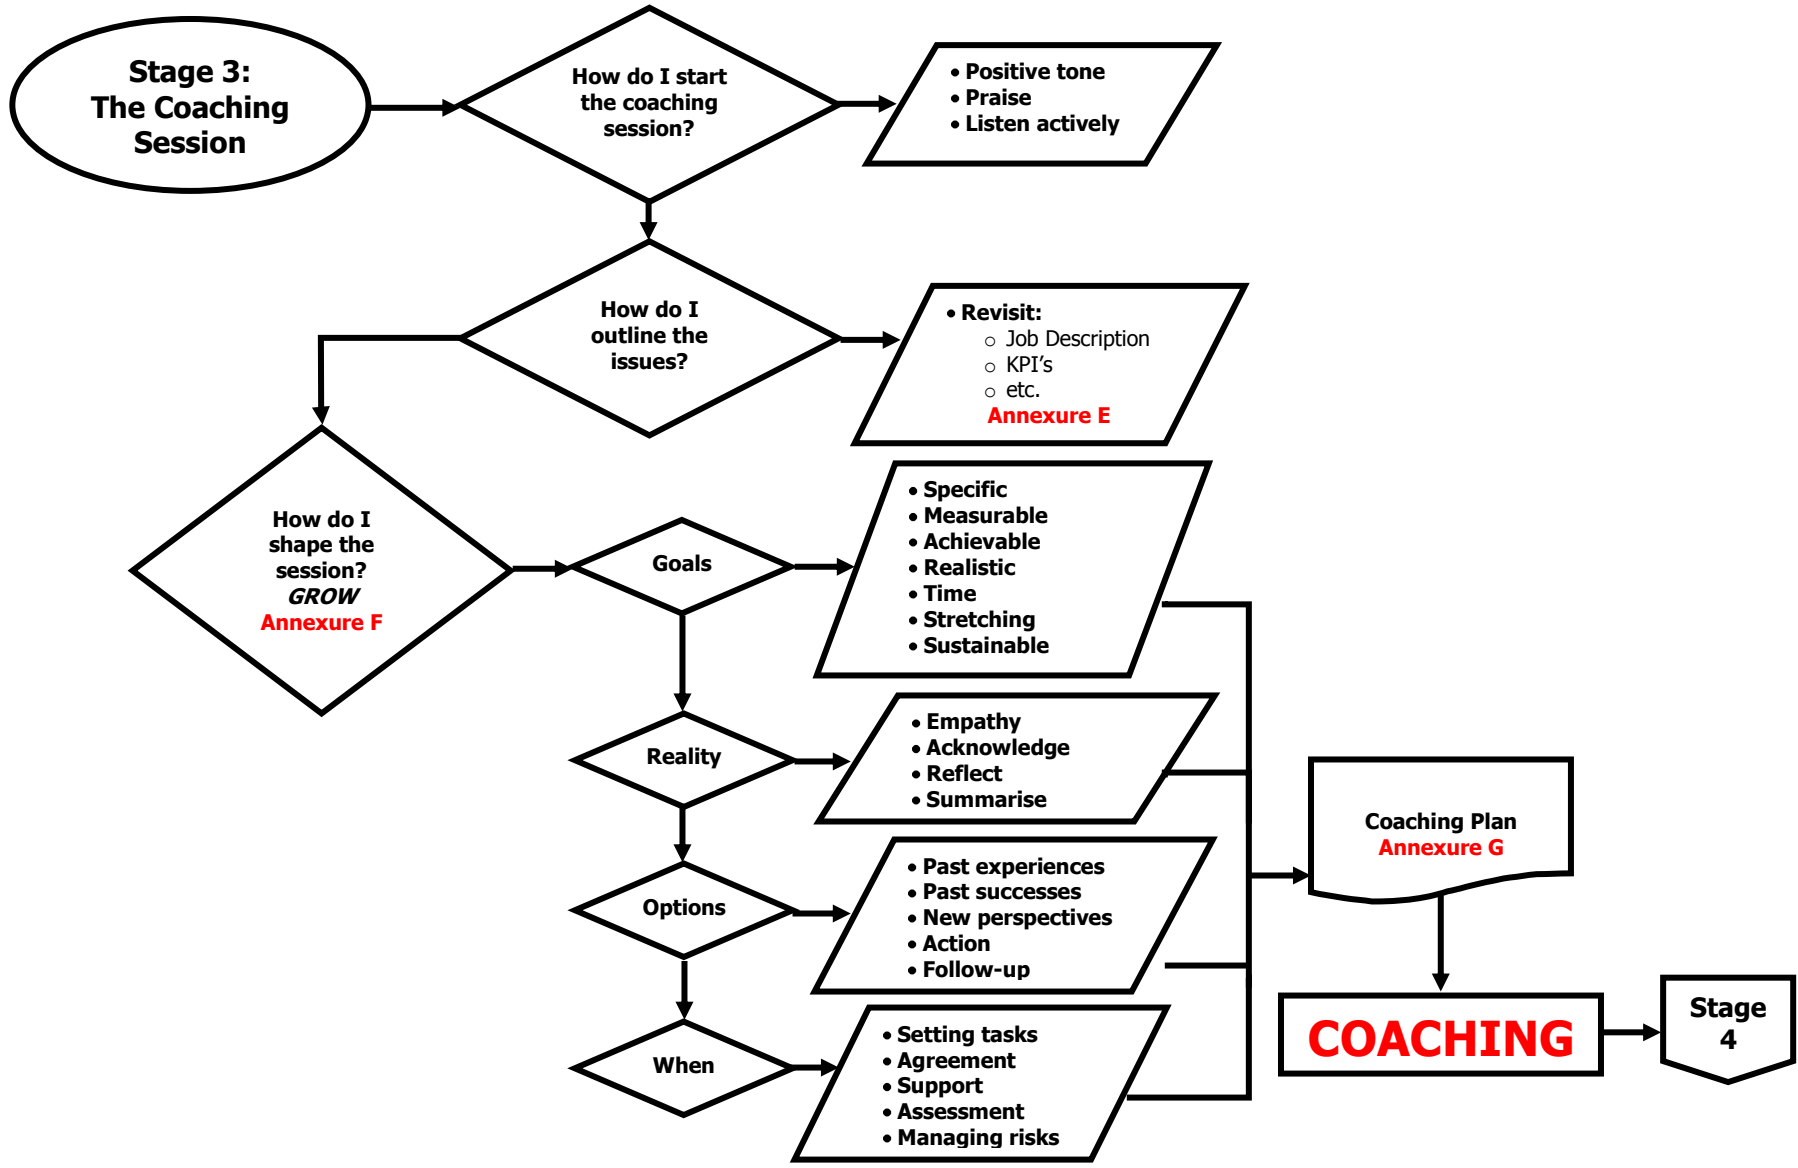 Stage 3:
The Coaching
Session
How do I start
the coaching
session?
• Positive tone
• Praise
• Listen actively
How do I
outline the
issues?
• Revisit:
o Job Description
o KPI's
o etc.
Annexure E
How do I
shape the
session?
GROW
Annexure F
Goals
• Specific
• Measurable
• Achievable
• Realistic
• Time
• Stretching
• Sustainable
Reality
• Empathy
• Acknowledge
• Reflect
• Summarise
Options
• Past experiences
• Past successes
• New perspectives
• Action
• Follow-up
When
• Setting tasks
• Agreement
• Support
• Assessment
• Managing risks
Coaching Plan
Annexure G
COACHING
Stage
4